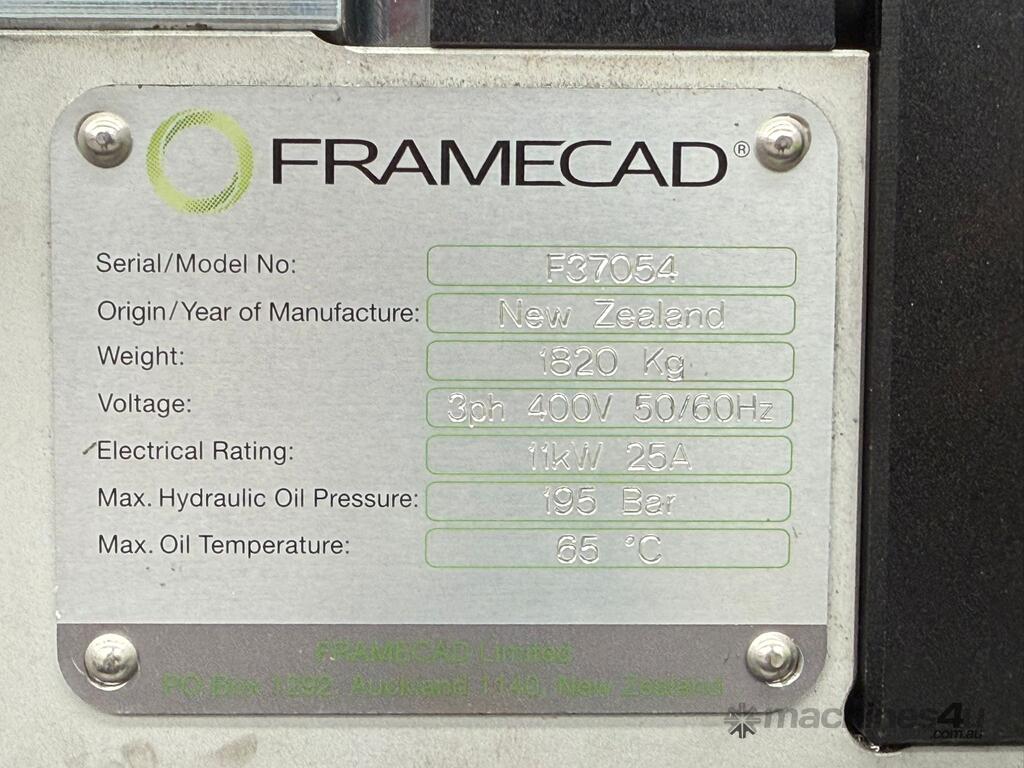 FRAMECAD®
Serial/Model No: F37054
Origin/Year of Manufacture: New Zealand
Weight: 1820 Kg
Voltage: 3ph 400V 50/60Hz
Electrical Rating: 11kW 25A
Max. Hydraulic Oil Pressure: 195 Bar
Max. Oil Temperature: 65 °C
FRAMECAD Limited
PO Box 1292, Auckland 1140, New Zealand
machines4u
.com.au